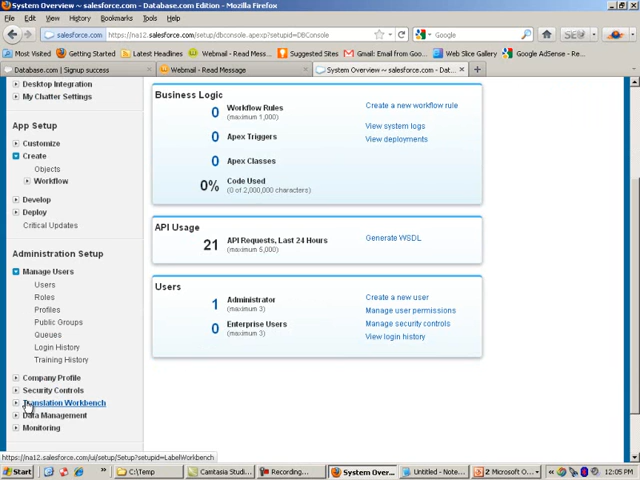 System Overview ~ salesforce.com - Database.com Edition - Mozilla Firefox
File Edit View History Bookmarks Tools Help
salesforce.com https://na12.salesforce.com/setup/dbconsole.apexp?setupid=DBConsole
Google
Most Visited Getting Started Latest Headlines Suggested Sites Gmail: Email from Goo... Web Slice Gallery Google AdSense - Rec...
Database.com | Signup success
Webmail - Read Message
System Overview ~ salesforce.com - Dat...
Desktop Integration
My Chatter Settings
App Setup
Customize
Create
Objects
Workflow
Develop
Deploy
Critical Updates
Administration Setup
Manage Users
Users
Roles
Profiles
Public Groups
Queues
Login History
Training History
Company Profile
Security Controls
Translation Workbench
Data Management
Monitoring
Business Logic
0 Workflow Rules
(maximum 1,000)
0 Apex Triggers
0 Apex Classes
0% Code Used
(0 of 2,000,000 characters)
Create a new workflow rule
View system logs
View deployments
API Usage
21 API Requests, Last 24 Hours
(maximum 5,000)
Generate WSDL
Users
1 Administrator
(maximum 3)
0 Enterprise Users
(maximum 3)
Create a new user
Manage user permissions
Manage security controls
View login history
https://na12.salesforce.com/ui/setup/Setup?setupid=LabelWorkbench
Start
C:\Temp
Camtasia Studi...
Recording...
System Over...
Untitled - Note...
2 Microsoft O...
12:05 PM